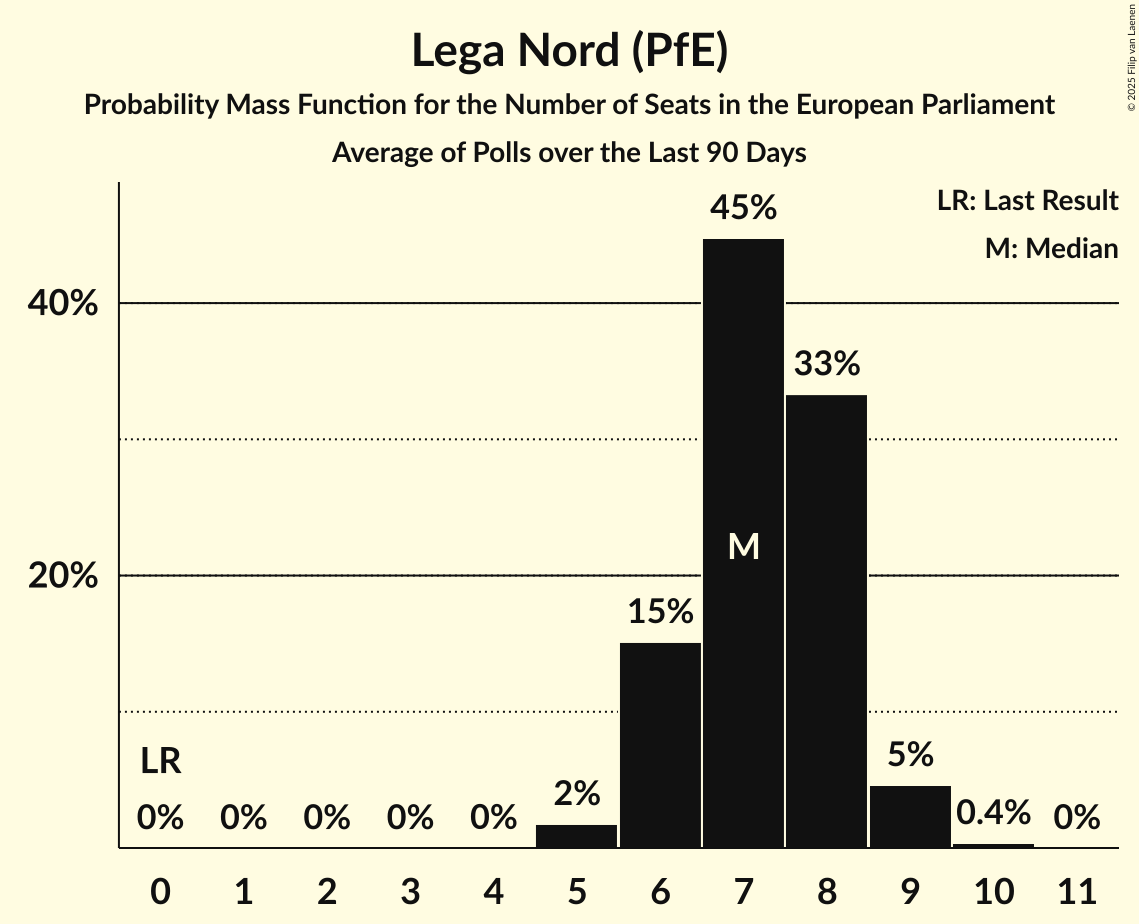 Lega Nord (PfE)
Probability Mass Function for the Number of Seats in the European Parliament
Average of Polls over the Last 90 Days
© 2025 Filip van Laenen
LR: Last Result
M: Median
45%
40%
33%
M
20%
15%
LR
5%
2%
0% 0% 0% 0% 0% 0.4% 0%
0 1 2 3 4 5 6 7 8 9 10 11